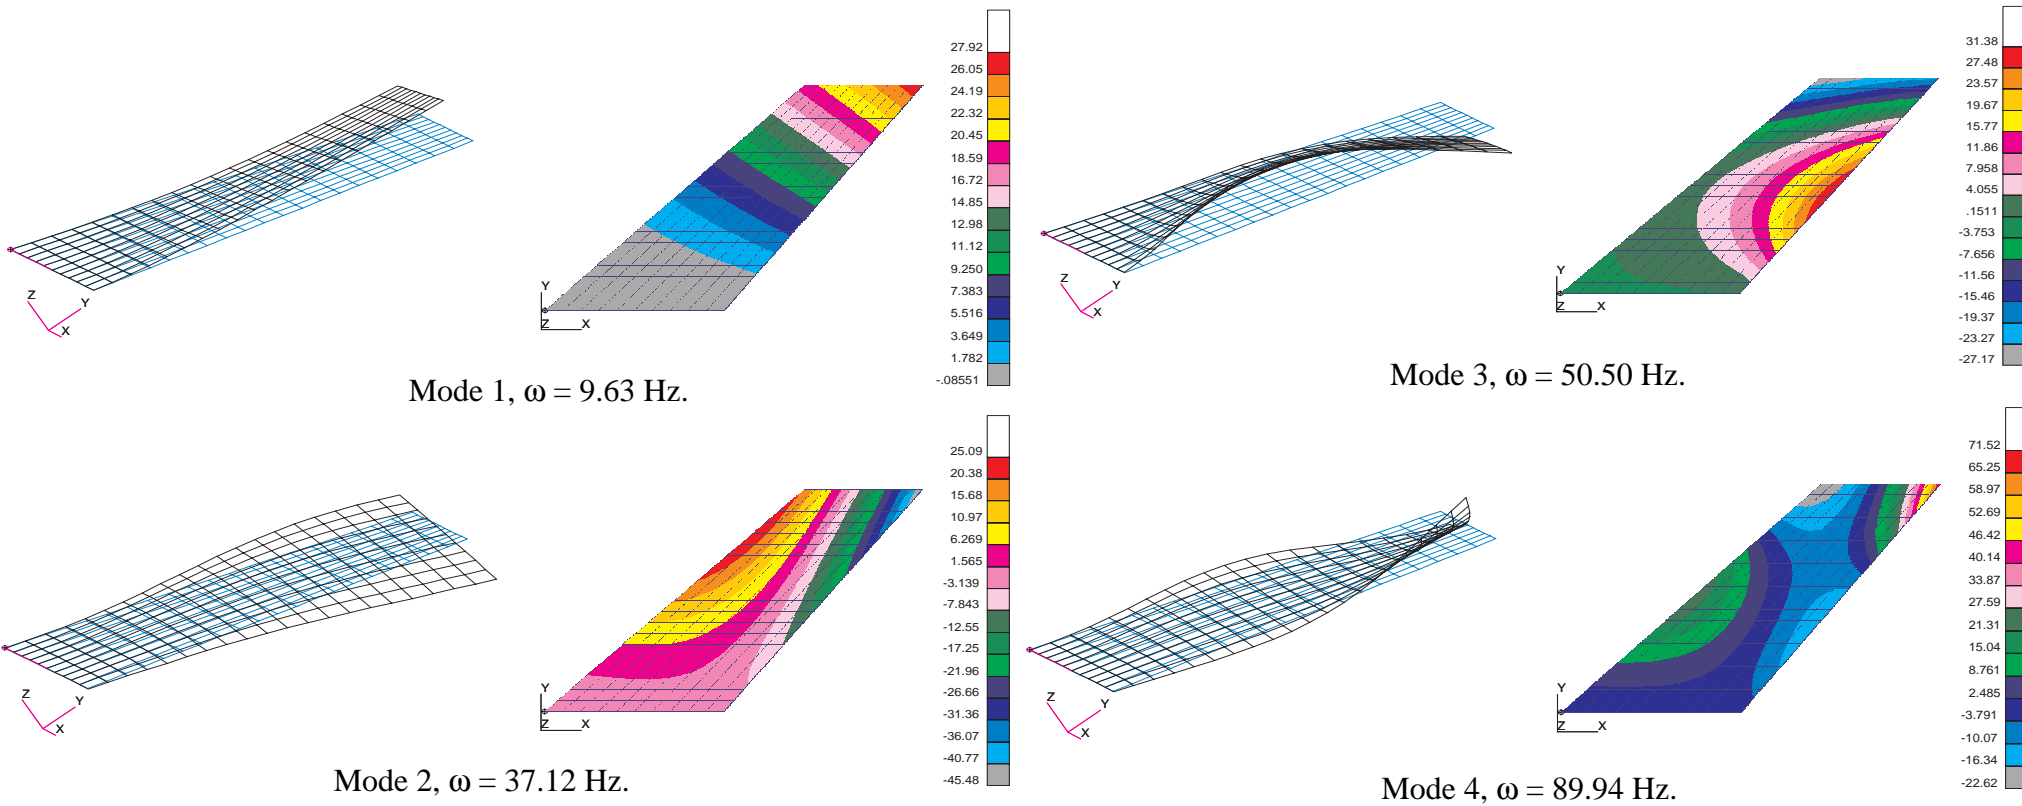 27.92
26.05
24.19
22.32
20.45
18.59
16.72
14.85
12.98
11.12
9.250
7.383
5.516
3.649
1.782
-.08551
Z
Y
X
Y
Z
X
Mode 1, ω = 9.63 Hz.
31.38
27.48
23.57
19.67
15.77
11.86
7.958
4.055
.1511
-3.753
-7.656
-11.56
-15.46
-19.37
-23.27
-27.17
Z
Y
X
Y
Z
X
Mode 3, ω = 50.50 Hz.
25.09
20.38
15.68
10.97
6.269
1.565
-3.139
-7.843
-12.55
-17.25
-21.96
-26.66
-31.36
-36.07
-40.77
-45.48
Z
Y
X
Y
Z
X
Mode 2, ω = 37.12 Hz.
71.52
65.25
58.97
52.69
46.42
40.14
33.87
27.59
21.31
15.04
8.761
2.485
-3.791
-10.07
-16.34
-22.62
Z
Y
X
Y
Z
X
Mode 4, ω = 89.94 Hz.